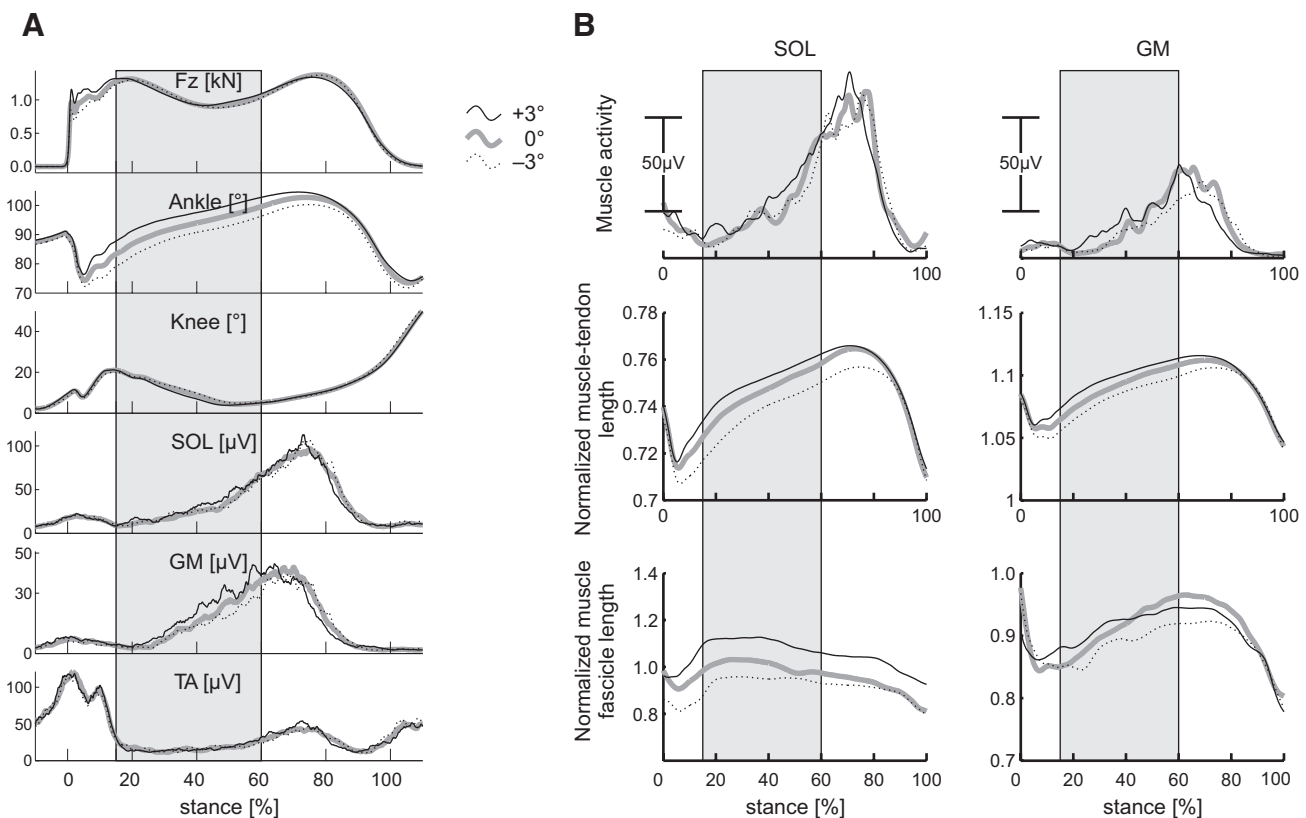 A
Fz [kN]
1.0
0.5
0.0
Ankle [°]
100
90
80
70
Knee [°]
40
20
0
SOL [µV]
100
50
0
GM [µV]
50
30
0
TA [µV]
100
50
0
0 20 40 60 80 100
stance [%]
+3°
0°
–3°
B
SOL
GM
Muscle activity
50µV
0 100
50µV
0 100
Normalized muscle-tendon
length
0.78
0.76
0.74
0.72
0.7
0 100
1.15
1.1
1.05
1
0 100
Normalized muscle
fascicle length
1.4
1.2
1.0
0.8
0 20 40 60 80 100
stance [%]
1.0
0.9
0.8
0.7
0 20 40 60 80 100
stance [%]